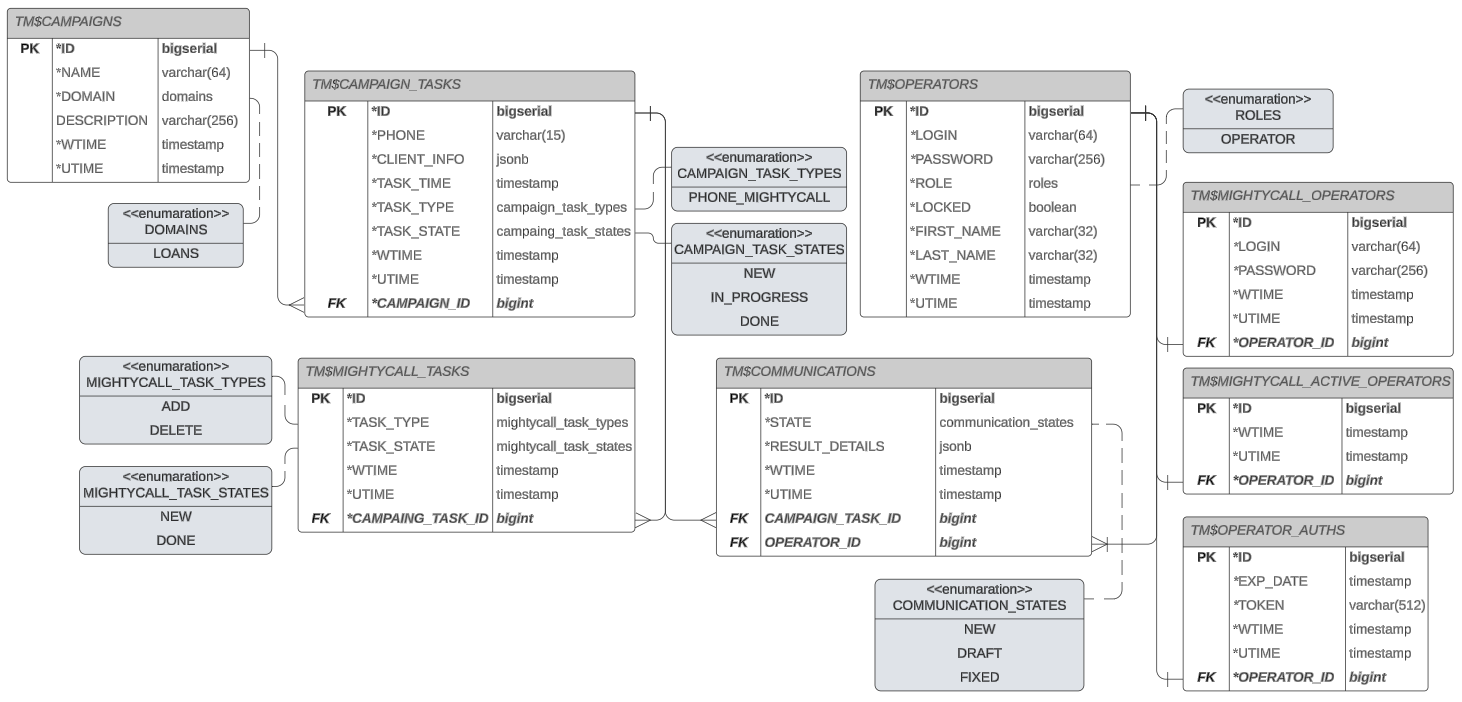 TM$CAMPAIGNS
PK *ID bigserial
*NAME varchar(64)
*DOMAIN domains
DESCRIPTION varchar(256)
*WTIME timestamp
*UTIME timestamp
<<enumaration>>
DOMAINS
LOANS
TM$CAMPAIGN_TASKS
PK *ID bigserial
*PHONE varchar(15)
*CLIENT_INFO jsonb
*TASK_TIME timestamp
*TASK_TYPE campaign_task_types
*TASK_STATE campaing_task_states
*WTIME timestamp
*UTIME timestamp
FK *CAMPAIGN_ID bigint
<<enumaration>>
CAMPAIGN_TASK_TYPES
PHONE_MIGHTYCALL
<<enumaration>>
CAMPAIGN_TASK_STATES
NEW
IN_PROGRESS
DONE
TM$OPERATORS
PK *ID bigserial
*LOGIN varchar(64)
*PASSWORD varchar(256)
*ROLE roles
*LOCKED boolean
*FIRST_NAME varchar(32)
*LAST_NAME varchar(32)
*WTIME timestamp
*UTIME timestamp
<<enumaration>>
ROLES
OPERATOR
TM$MIGHTYCALL_OPERATORS
PK *ID bigserial
*LOGIN varchar(64)
*PASSWORD varchar(256)
*WTIME timestamp
*UTIME timestamp
FK *OPERATOR_ID bigint
<<enumaration>>
MIGHTYCALL_TASK_TYPES
ADD
DELETE
<<enumaration>>
MIGHTYCALL_TASK_STATES
NEW
DONE
TM$MIGHTYCALL_TASKS
PK *ID bigserial
*TASK_TYPE mightycall_task_types
*TASK_STATE mightycall_task_states
*WTIME timestamp
*UTIME timestamp
FK *CAMPAING_TASK_ID bigint
TM$COMMUNICATIONS
PK *ID bigserial
*STATE communication_states
*RESULT_DETAILS jsonb
*WTIME timestamp
*UTIME timestamp
FK CAMPAIGN_TASK_ID bigint
FK OPERATOR_ID bigint
<<enumaration>>
COMMUNICATION_STATES
NEW
DRAFT
FIXED
TM$MIGHTYCALL_ACTIVE_OPERATORS
PK *ID bigserial
*WTIME timestamp
*UTIME timestamp
FK *OPERATOR_ID bigint
TM$OPERATOR_AUTHS
PK *ID bigserial
*EXP_DATE timestamp
*TOKEN varchar(512)
*WTIME timestamp
*UTIME timestamp
FK *OPERATOR_ID bigint